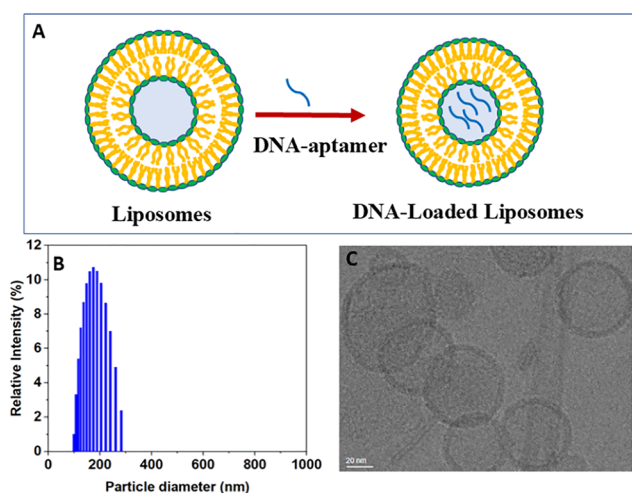 A
DNA-aptamer
Liposomes
DNA-Loaded Liposomes
B
12
10
8
6
4
2
0
Relative Intensity (%)
0 200 400 600 800 1000
Particle diameter (nm)
C
20 nm